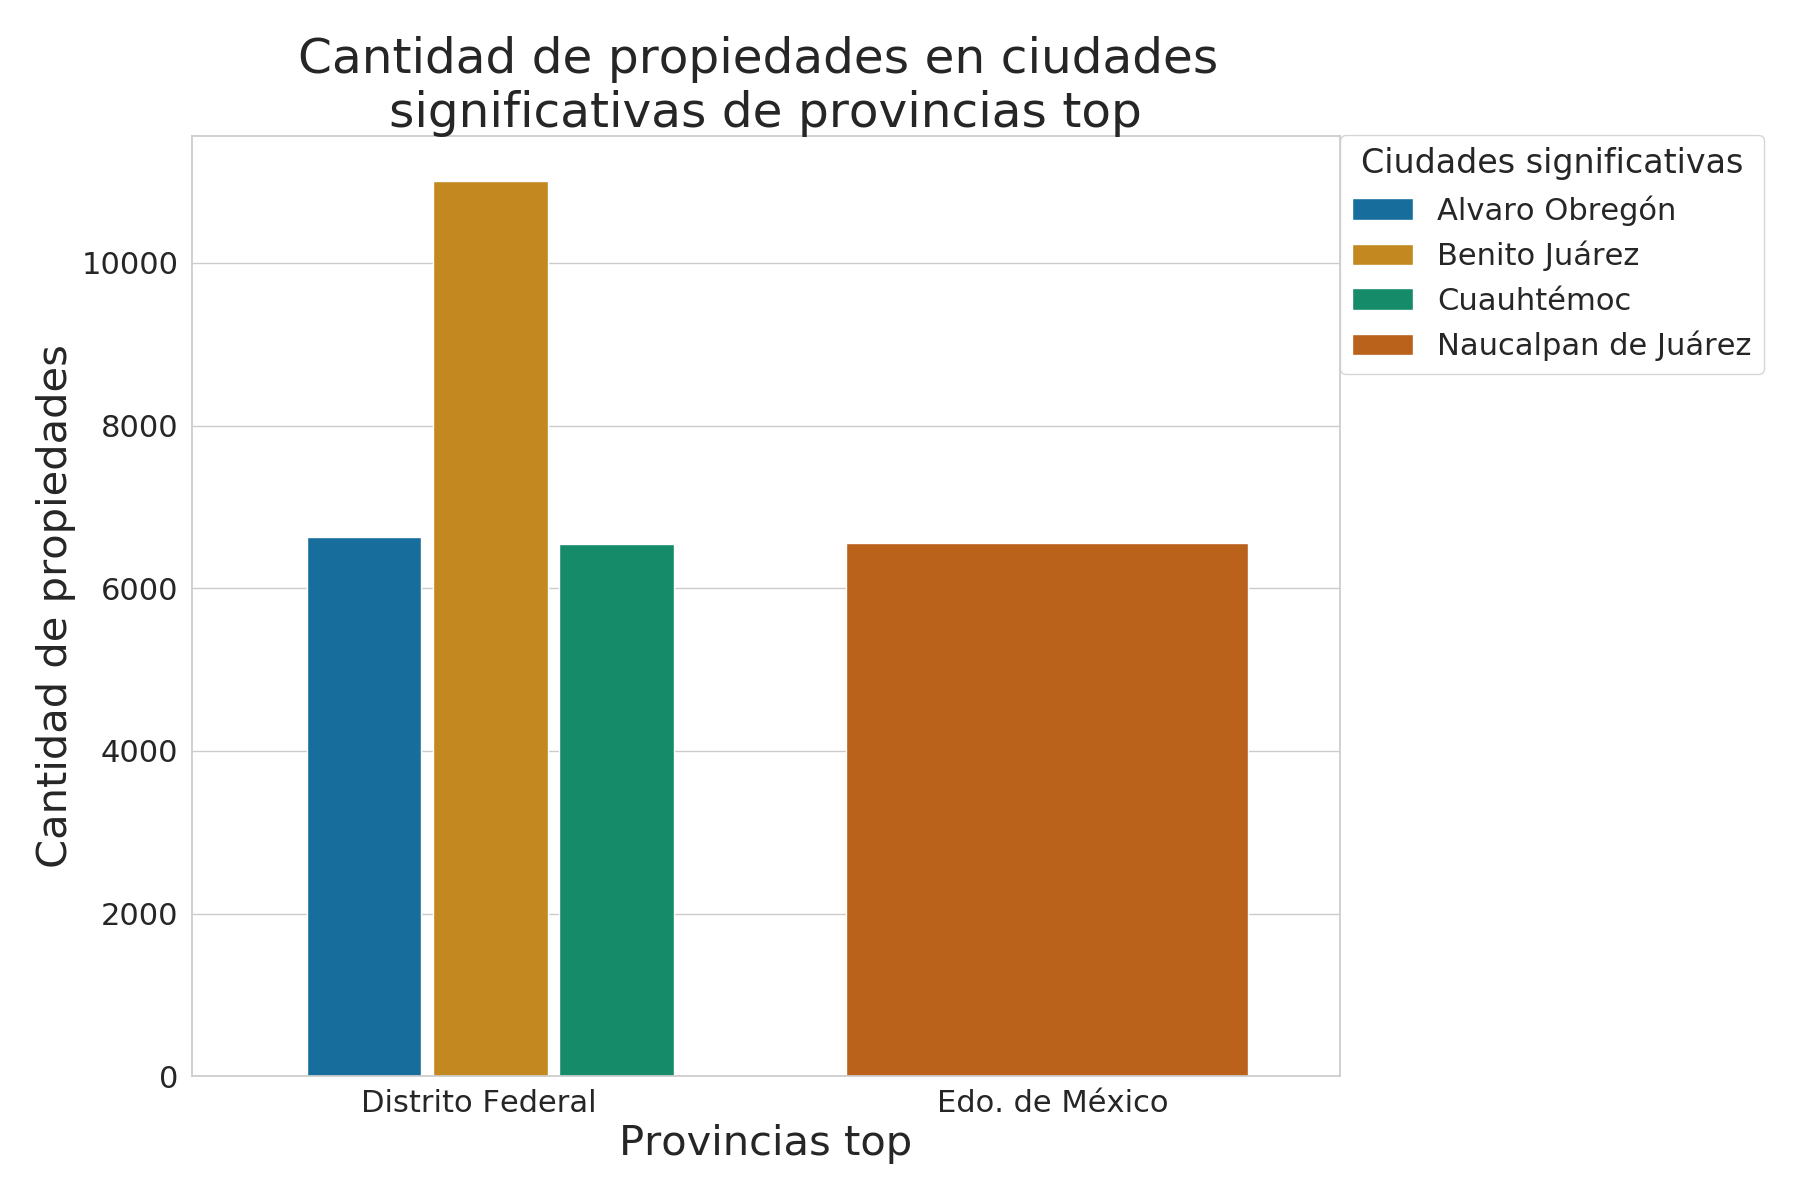 Cantidad de propiedades en ciudades
significativas de provincias top
Cantidad de propiedades
10000
8000
6000
4000
2000
0
Distrito Federal
Edo. de México
Provincias top
Ciudades significativas
Alvaro Obregón
Benito Juárez
Cuauhtémoc
Naucalpan de Juárez